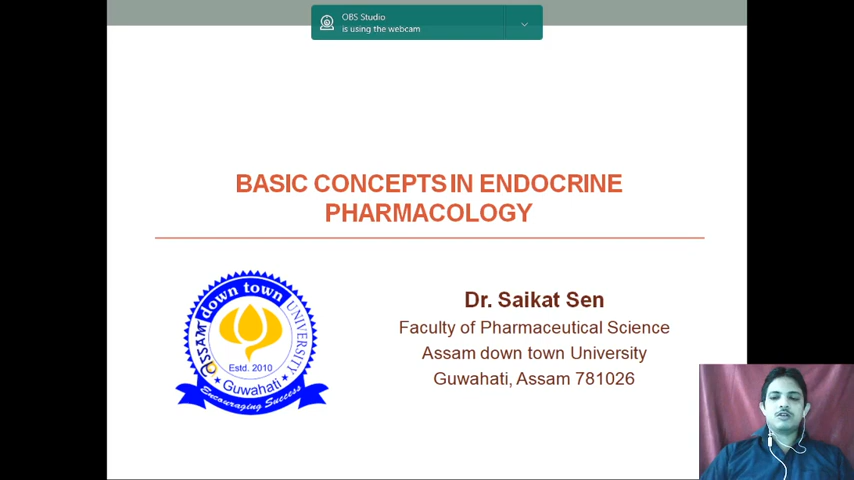 OBS Studio
is using the webcam
BASIC CONCEPTS IN ENDOCRINE
PHARMACOLOGY
ASSAM down town UNIVERSITY
Estd. 2010
Guwahati
Encouraging Success
Dr. Saikat Sen
Faculty of Pharmaceutical Science
Assam down town University
Guwahati, Assam 781026